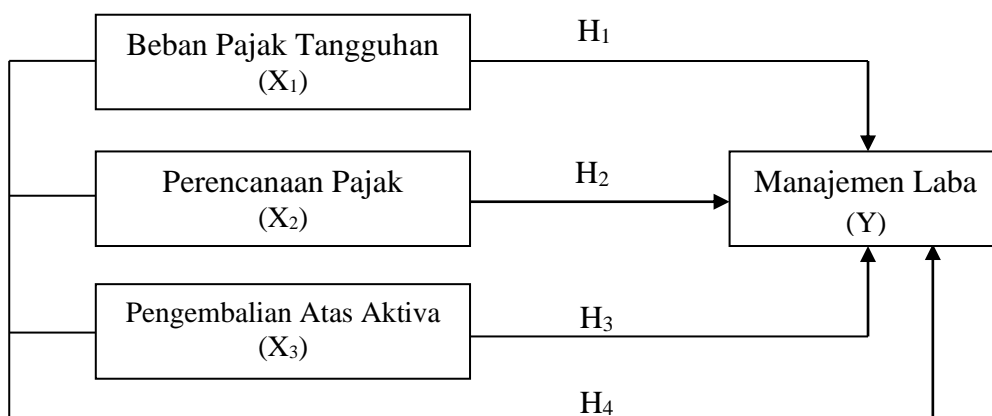 Beban Pajak Tangguhan
(X₁)
H₁
Perencanaan Pajak
(X₂)
H₂
Manajemen Laba
(Y)
Pengembalian Atas Aktiva
(X₃)
H₃
H₄